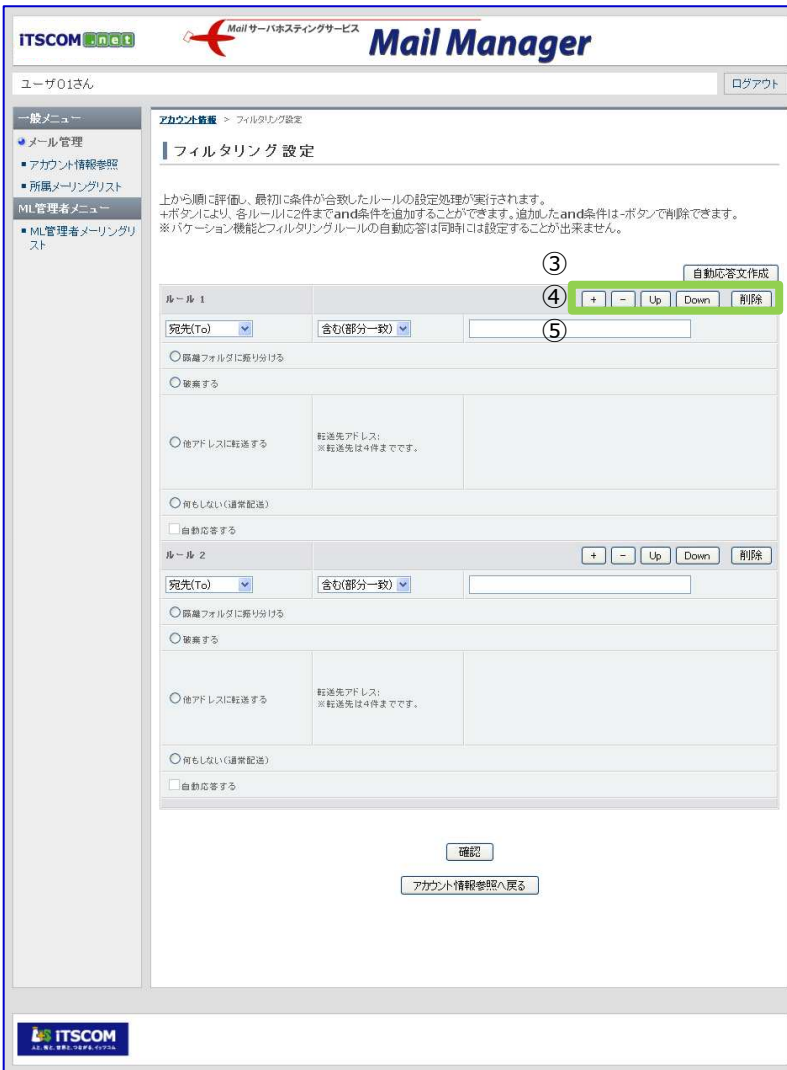 iTSCOM.net
Mailサーバホスティングサービス
Mail Manager
ユーザ01さん
ログアウト
一般メニュー
メール管理
アカウント情報参照
所属メーリングリスト
ML管理者メニュー
ML管理者メーリングリ
スト
アカウント情報 > フィルタリング設定
フィルタリング設定
上から順に評価し、最初に条件が合致したルールの設定処理が実行されます。
+ボタンにより、各ルールに2件までand条件を追加することができます。追加したand条件は-ボタンで削除できます。
※バケーション機能とフィルタリングルールの自動応答は同時には設定することが出来ません。
③
自動応答文作成
ルール 1
④
+ - Up Down 削除
宛先(To) 含む(部分一致)
⑤
隔離フォルダに振り分ける
破棄する
他アドレスに転送する
転送先アドレス:
※転送先は4件までです。
何もしない(通常配送)
自動応答する
ルール 2
+ - Up Down 削除
宛先(To) 含む(部分一致)
隔離フォルダに振り分ける
破棄する
他アドレスに転送する
転送先アドレス:
※転送先は4件までです。
何もしない(通常配送)
自動応答する
確認
アカウント情報参照へ戻る
iTSCOM
人と、街と、世界と、つながる、イッツコム